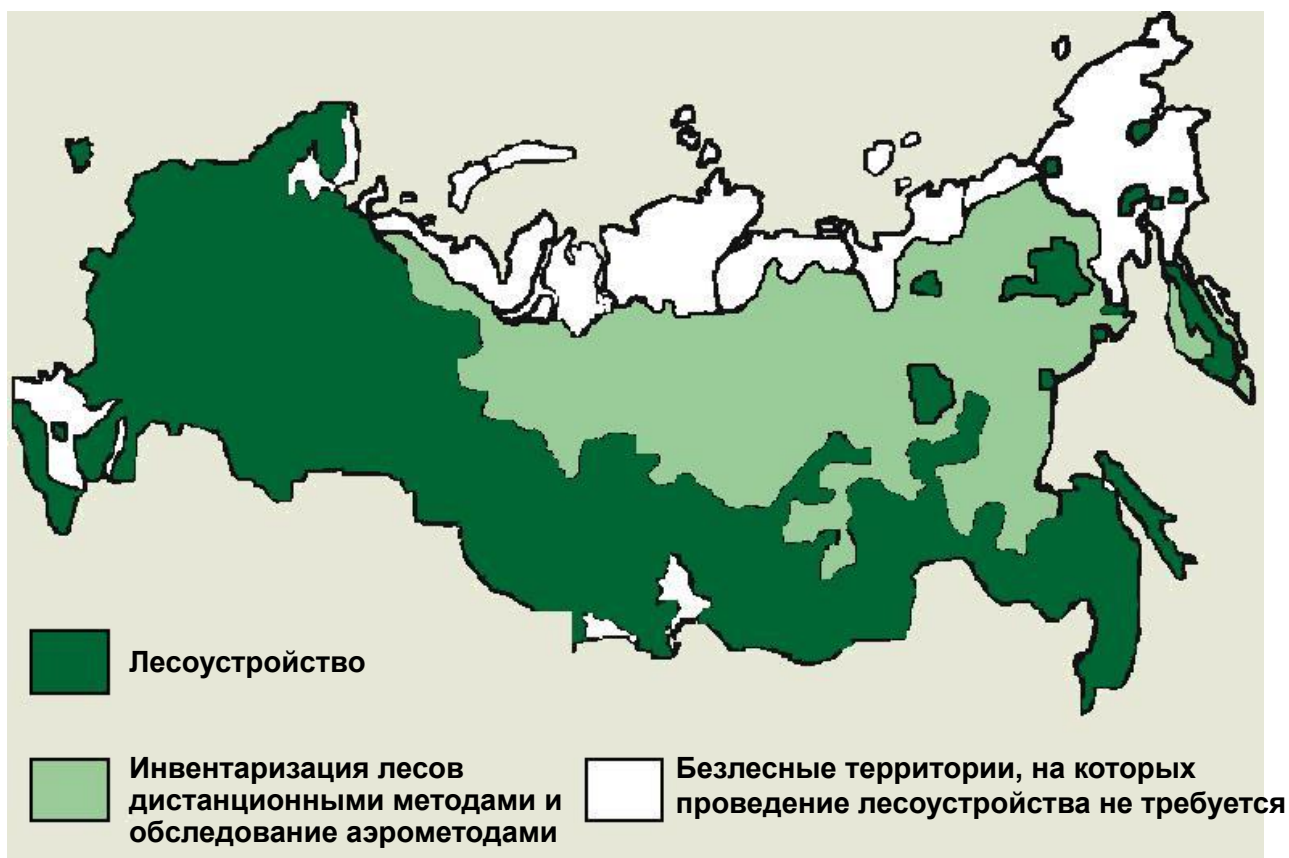 Лесоустройство
Инвентаризация лесов
дистанционными методами и
обследование аэрометодами
Безлесные территории, на которых
проведение лесоустройства не требуется